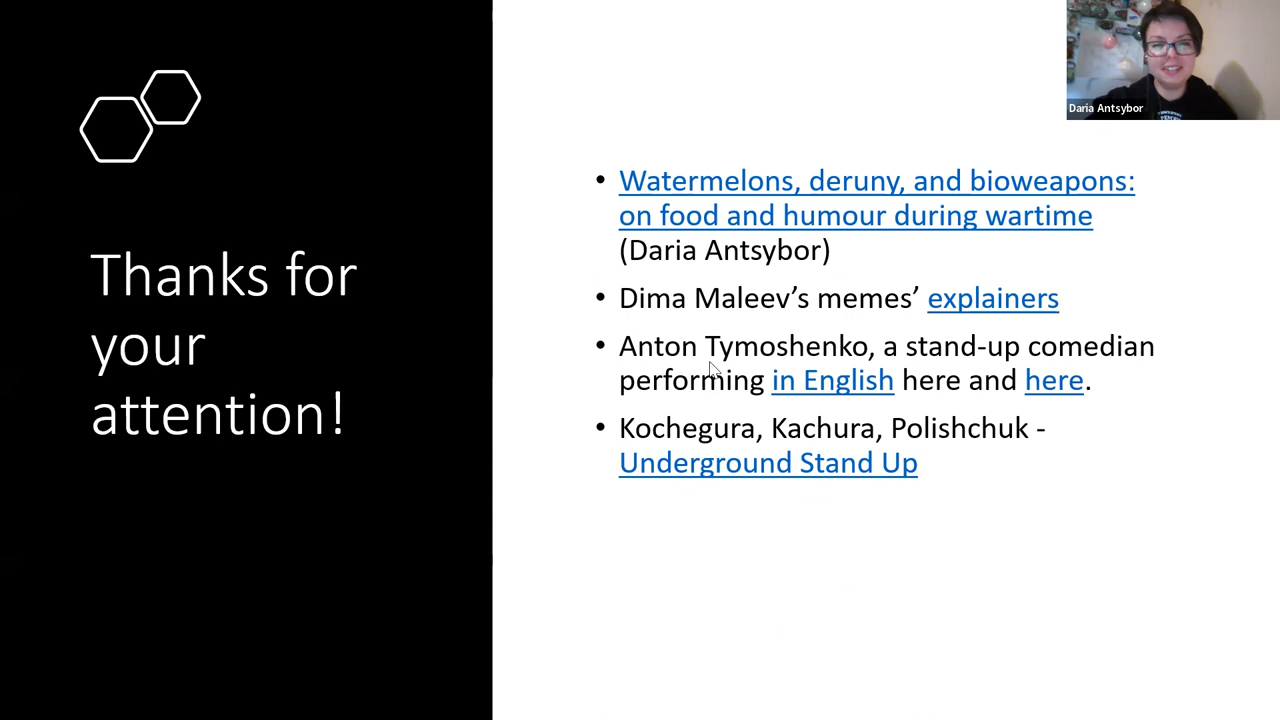 Thanks for
your
attention!
Daria Antsybor
• Watermelons, deruny, and bioweapons:
on food and humour during wartime
(Daria Antsybor)
• Dima Maleev’s memes’ explainers
• Anton Tymoshenko, a stand-up comedian
performing in English here and here.
• Kochegura, Kachura, Polishchuk -
Underground Stand Up